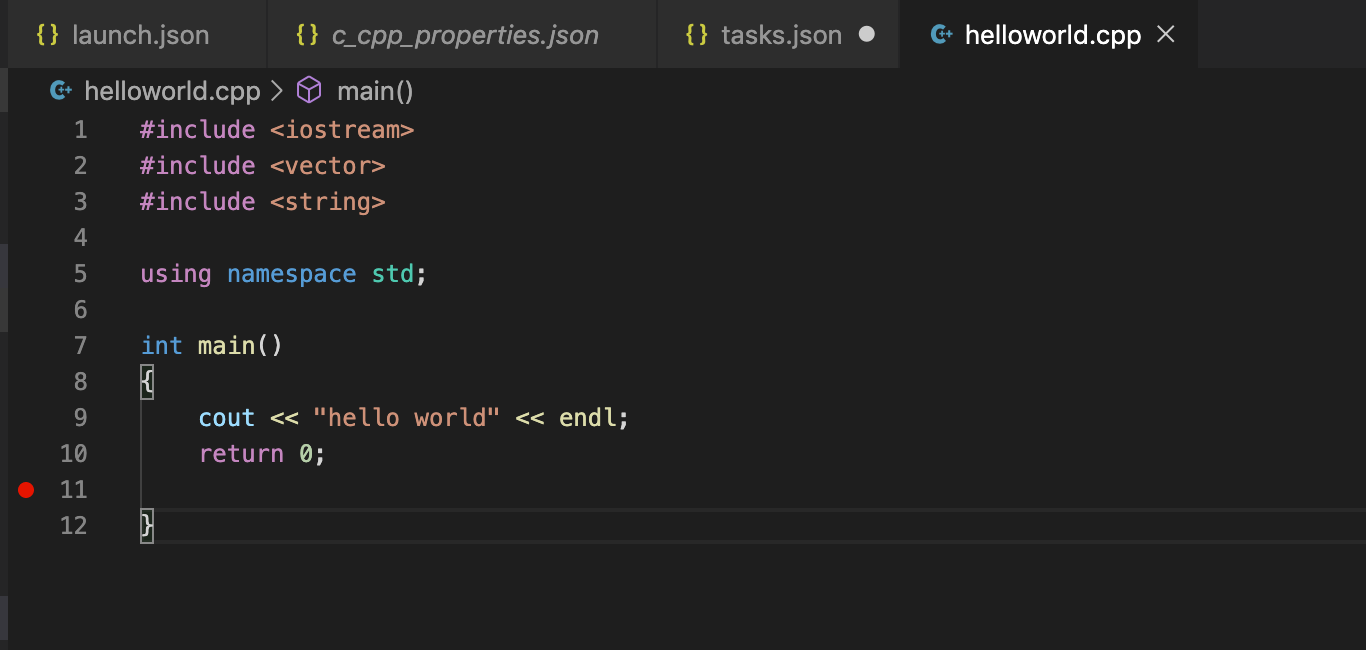 {} launch.json {} c_cpp_properties.json {} tasks.json helloworld.cpp
helloworld.cpp > main()
1 #include <iostream>
2 #include <vector>
3 #include <string>
4
5 using namespace std;
6
7 int main()
8 {
9 cout << "hello world" << endl;
10 return 0;
11
12 }